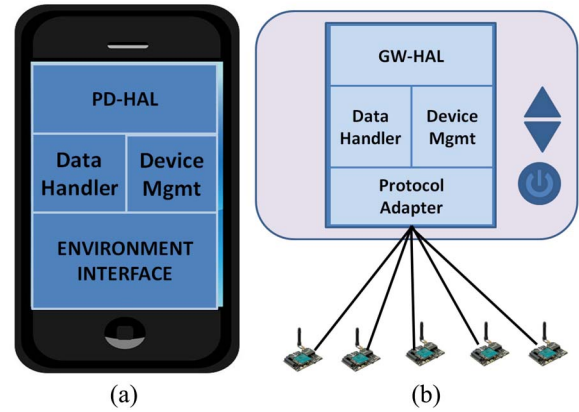 PD-HAL
Data
Handler
Device
Mgmt
ENVIRONMENT
INTERFACE
(a)
GW-HAL
Data
Handler
Device
Mgmt
Protocol
Adapter
(b)